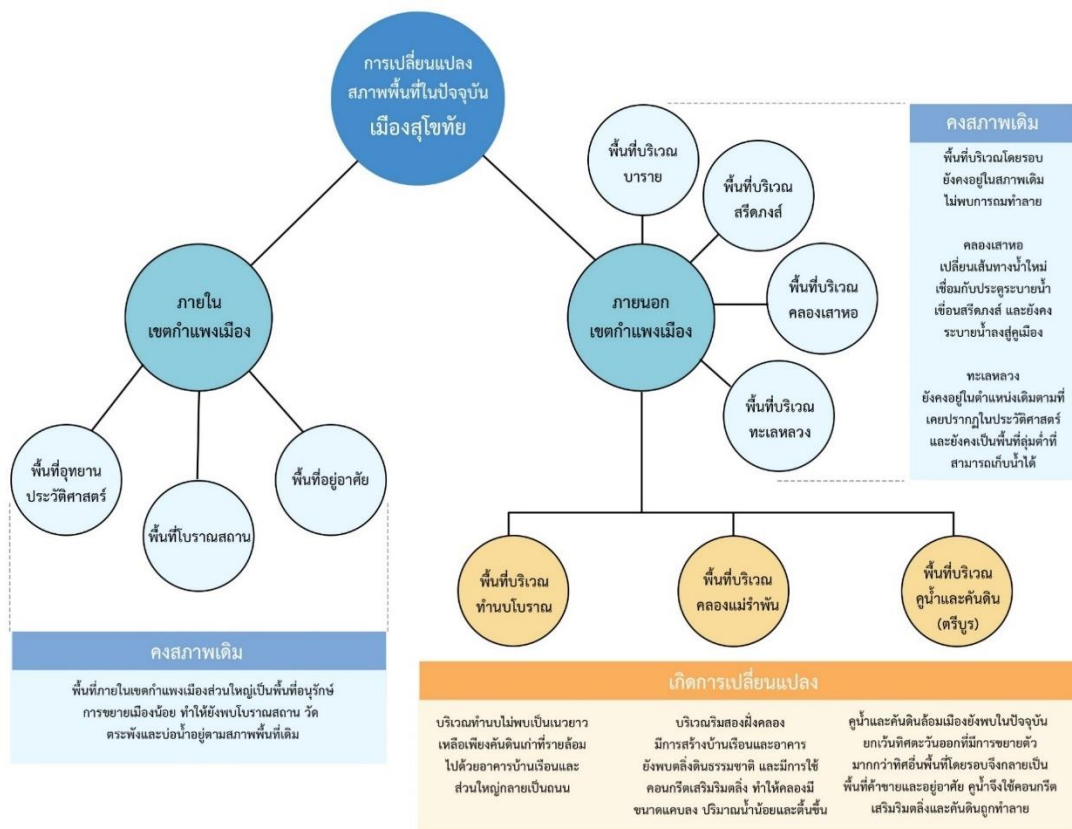 การเปลี่ยนแปลง
สภาพพื้นที่ในปัจจุบัน
เมืองสุโขทัย
ภายใน
เขตกำแพงเมือง
พื้นที่อุทยาน
ประวัติศาสตร์
พื้นที่โบราณสถาน
พื้นที่อยู่อาศัย
คงสภาพเดิม
พื้นที่ภายในเขตกำแพงเมืองส่วนใหญ่เป็นพื้นที่อนุรักษ์
การขยายเมืองน้อย ทำให้ยังพบโบราณสถาน วัด
ตระพังและบ่อน้ำอยู่ตามสภาพพื้นที่เดิม
ภายนอก
เขตกำแพงเมือง
พื้นที่บริเวณ
บาราย
พื้นที่บริเวณ
สรีดภงส์
พื้นที่บริเวณ
คลองเสาหอ
พื้นที่บริเวณ
ทะเลหลวง
คงสภาพเดิม
พื้นที่บริเวณโดยรอบ
ยังคงอยู่ในสภาพเดิม
ไม่พบการถมทำลาย
คลองเสาหอ
เปลี่ยนเส้นทางน้ำใหม่
เชื่อมกับประตูระบายน้ำ
เขื่อนสรีดภงส์ และยังคง
ระบายน้ำลงสู่คูเมือง
ทะเลหลวง
ยังคงอยู่ในตำแหน่งเดิมตามที่
เคยปรากฏในประวัติศาสตร์
และยังคงเป็นพื้นที่ลุ่มต่ำที่
สามารถเก็บน้ำได้
พื้นที่บริเวณ
ทำนบโบราณ
พื้นที่บริเวณ
คลองแม่รำพัน
พื้นที่บริเวณ
คูน้ำและคันดิน
(ตรีบูร)
เกิดการเปลี่ยนแปลง
บริเวณทำนบไม่พบเป็นแนวยาว
เหลือเพียงคันดินเก่าที่รายล้อม
ไปด้วยอาคารบ้านเรือนและ
ส่วนใหญ่กลายเป็นถนน
บริเวณริมสองฝั่งคลอง
มีการสร้างบ้านเรือนและอาคาร
ยังพบตลิ่งดินธรรมชาติ และมีการใช้
คอนกรีตเสริมริมตลิ่ง ทำให้คลองมี
ขนาดแคบลง ปริมาณน้ำน้อยและตื้นขึ้น
คูน้ำและคันดินล้อมเมืองยังพบในปัจจุบัน
ยกเว้นทิศตะวันออกที่มีการขยายตัว
มากกว่าทิศอื่นพื้นที่โดยรอบจึงกลายเป็น
พื้นที่ค้าขายและอยู่อาศัย คูน้ำจึงใช้คอนกรีต
เสริมริมตลิ่งและคันดินถูกทำลาย